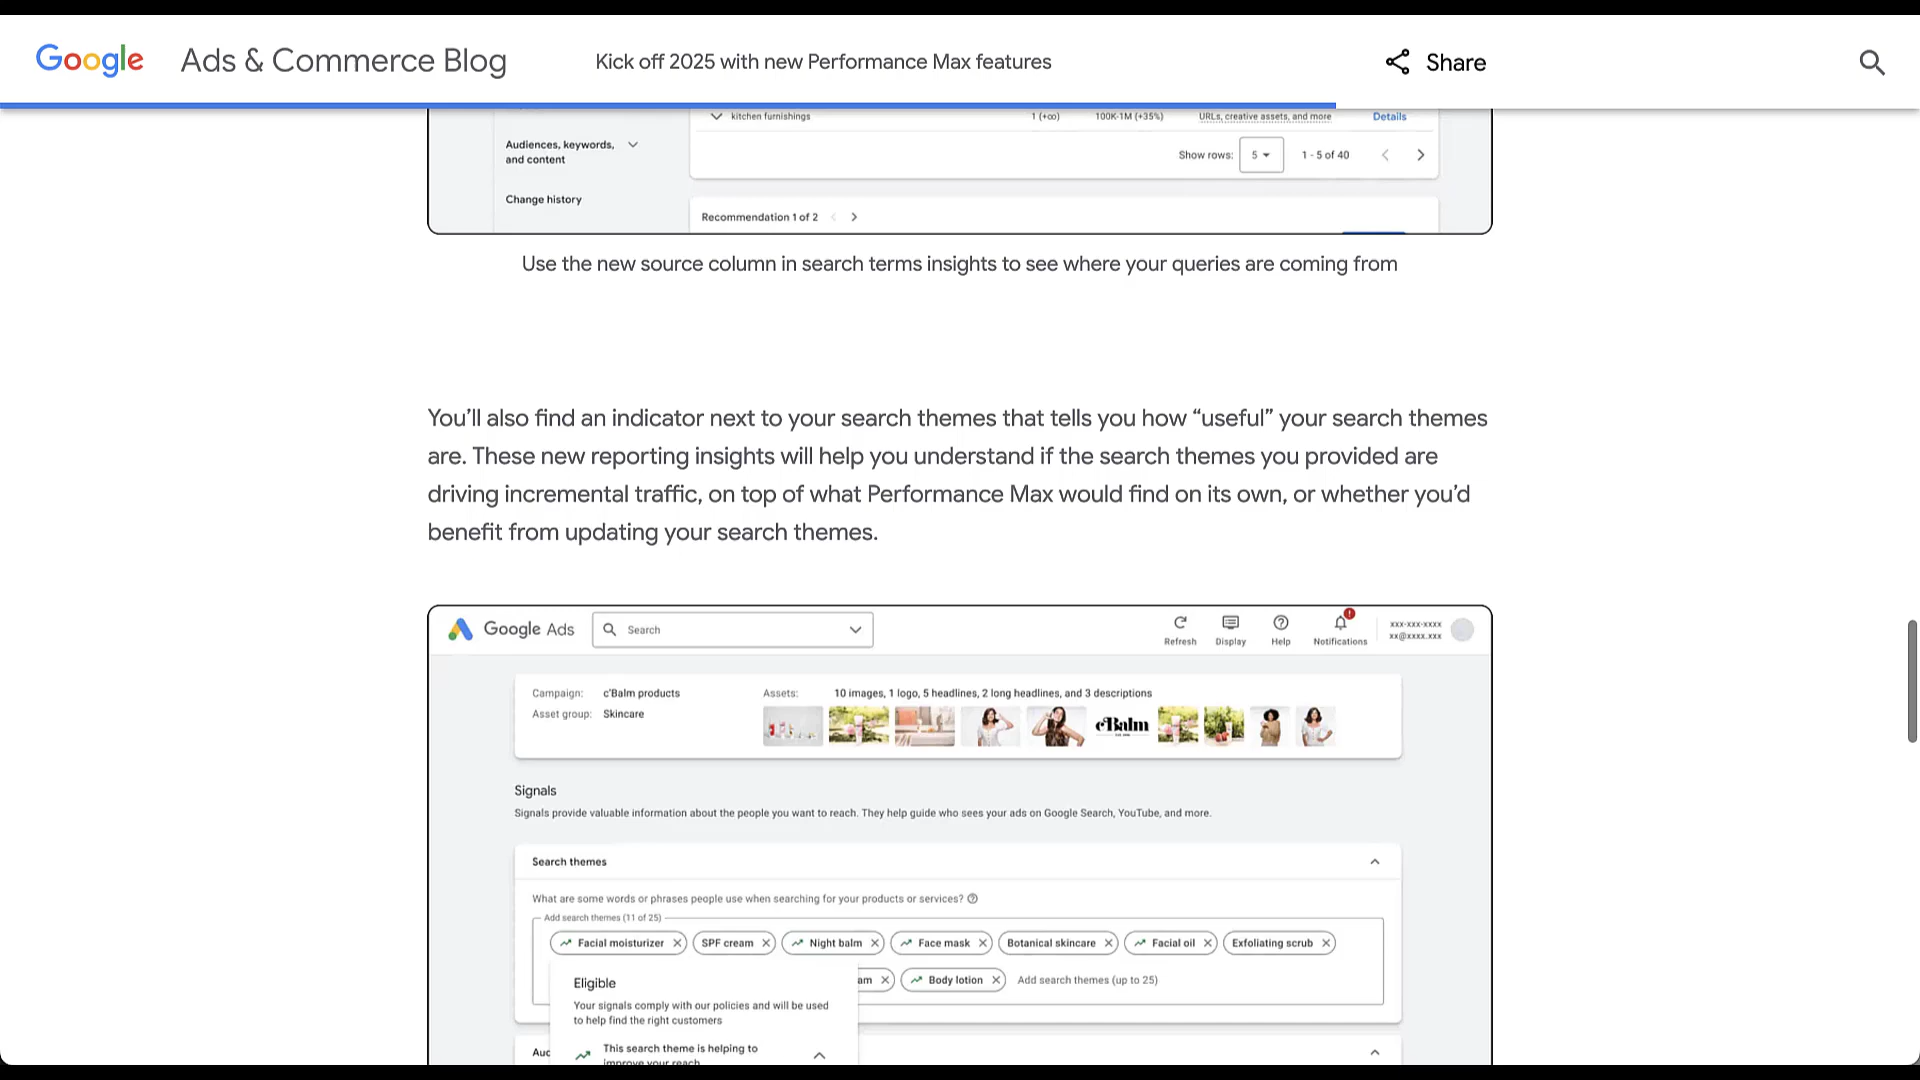 Google Ads & Commerce Blog Kick off 2025 with new Performance Max features Share
kitchen furnishings 1 (+∞) 100K-1M (+35%) URLs, creative assets, and more Details
Audiences, keywords,
and content
Show rows: 5 1 - 5 of 40
Change history
Recommendation 1 of 2
Use the new source column in search terms insights to see where your queries are coming from
You’ll also find an indicator next to your search themes that tells you how “useful” your search themes
are. These new reporting insights will help you understand if the search themes you provided are
driving incremental traffic, on top of what Performance Max would find on its own, or whether you’d
benefit from updating your search themes.
Google Ads Search Refresh Display Help Notifications xxx-xxx-xxxx
xx@xxxx.xxx
Campaign: c'Balm products Assets: 10 images, 1 logo, 5 headlines, 2 long headlines, and 3 descriptions
Asset group: Skincare
cBalm
Signals
Signals provide valuable information about the people you want to reach. They help guide who sees your ads on Google Search, YouTube, and more.
Search themes
What are some words or phrases people use when searching for your products or services?
Add search themes (11 of 25)
Facial moisturizer SPF cream Night balm Face mask Botanical skincare Facial oil Exfoliating scrub
am Body lotion Add search themes (up to 25)
Eligible
Your signals comply with our policies and will be used
to help find the right customers
Auc This search theme is helping to
improve your reach